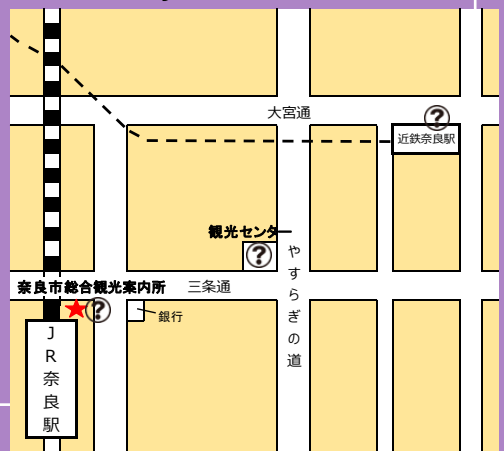 大宮通
?
近鉄奈良駅
観光センター
?
やすらぎの道
奈良市総合観光案内所
三条通
?
銀行
JR奈良駅